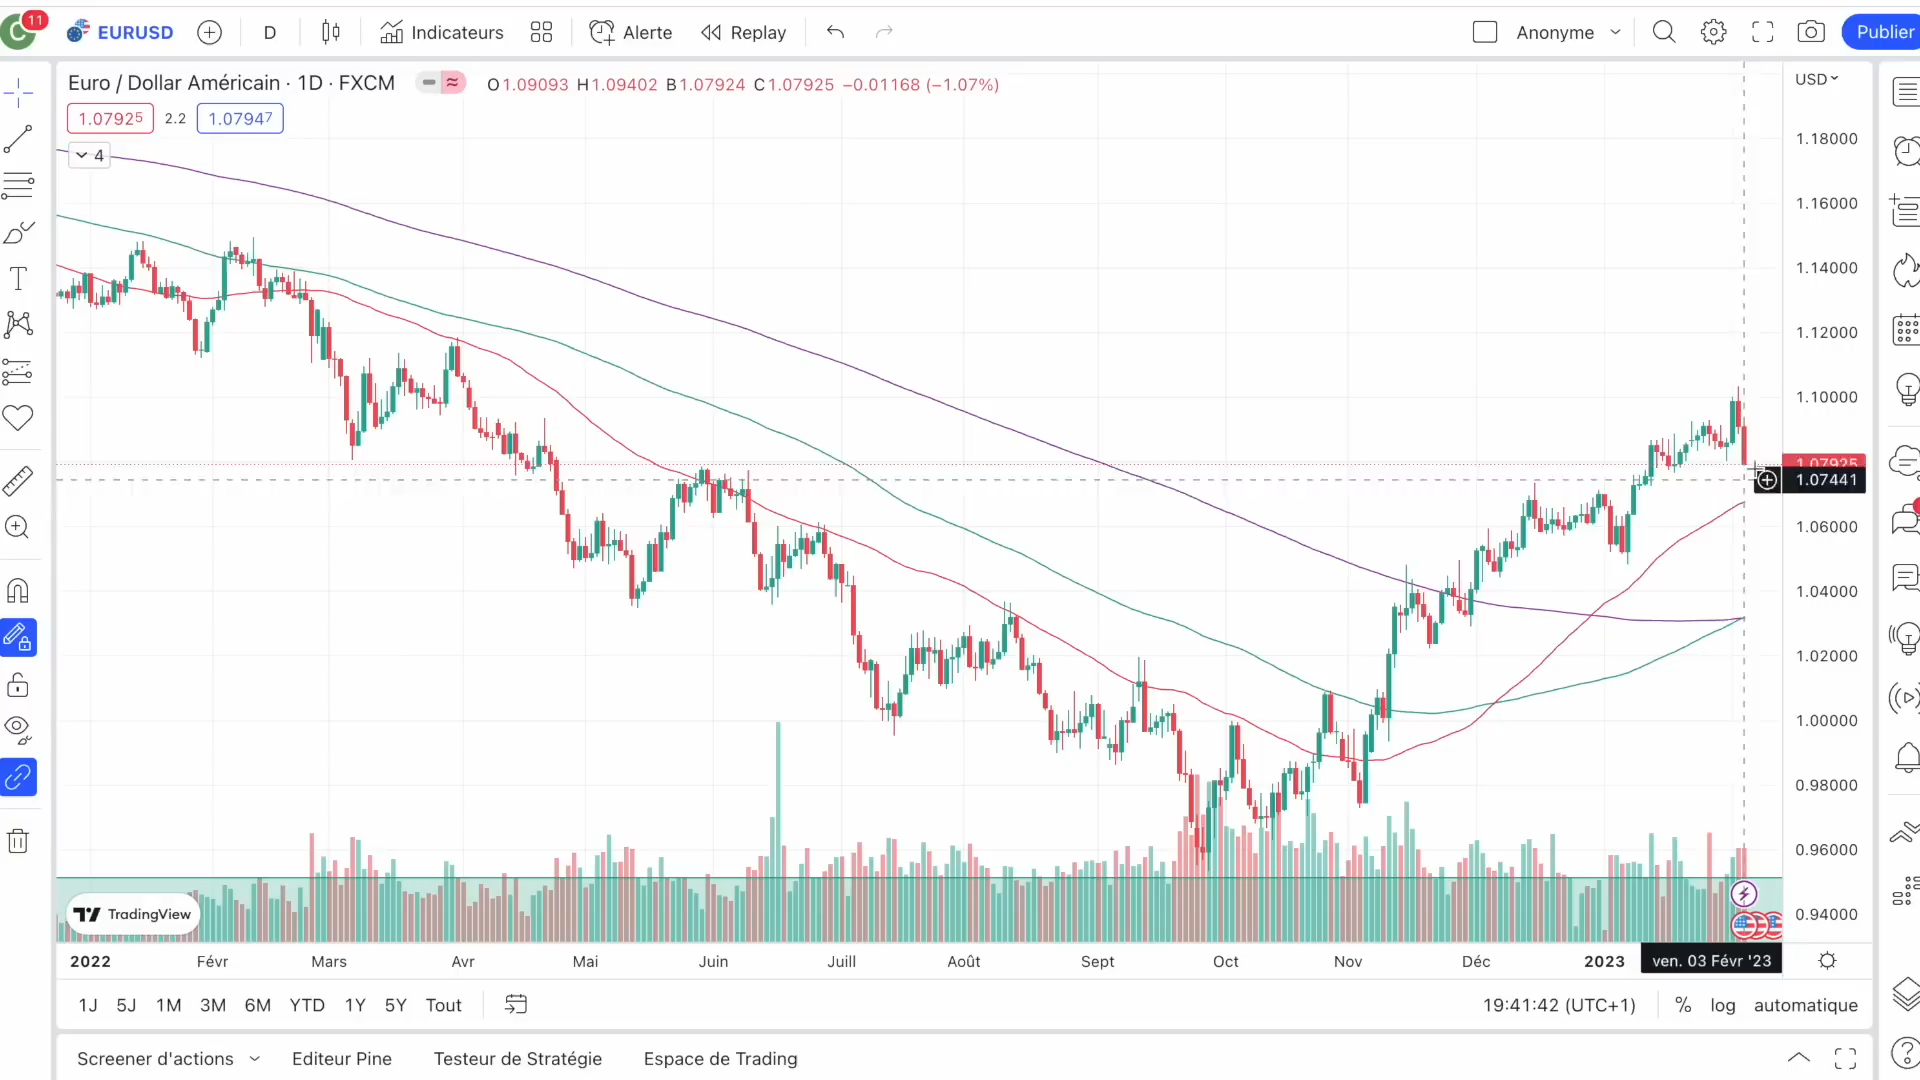 C 11 EURUSD D Indicateurs Alerte Replay Anonyme Publier
Euro / Dollar Américain · 1D · FXCM O1.09093 H1.09402 B1.07924 C1.07925 −0.01168 (−1.07%)
USD
1.07925 2.2 1.07947
4
1.18000
1.16000
1.14000
1.12000
1.10000
1.07925
1.07441
1.06000
1.04000
1.02000
1.00000
0.98000
0.96000
0.94000
TradingView
2022 Févr Mars Avr Mai Juin Juill Août Sept Oct Nov Déc 2023 ven. 03 Févr '23
1J 5J 1M 3M 6M YTD 1Y 5Y Tout 19:41:42 (UTC+1) % log automatique
Screener d'actions Editeur Pine Testeur de Stratégie Espace de Trading